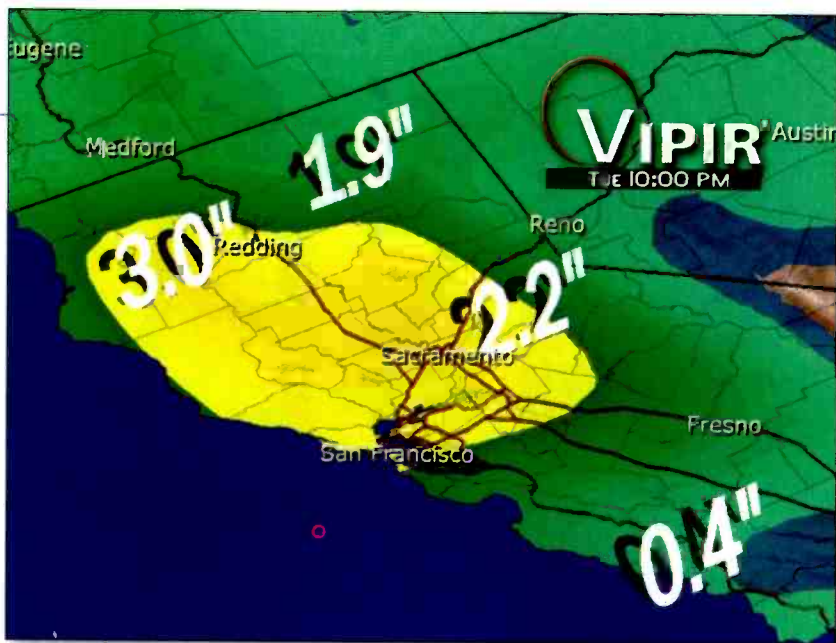 ugene
Medford
1.9"
VIPIR
Austin
TUE 10:00 PM
3.0"
Redding
Reno
2.2"
Sacramento
Fresno
San Francisco
0.4"